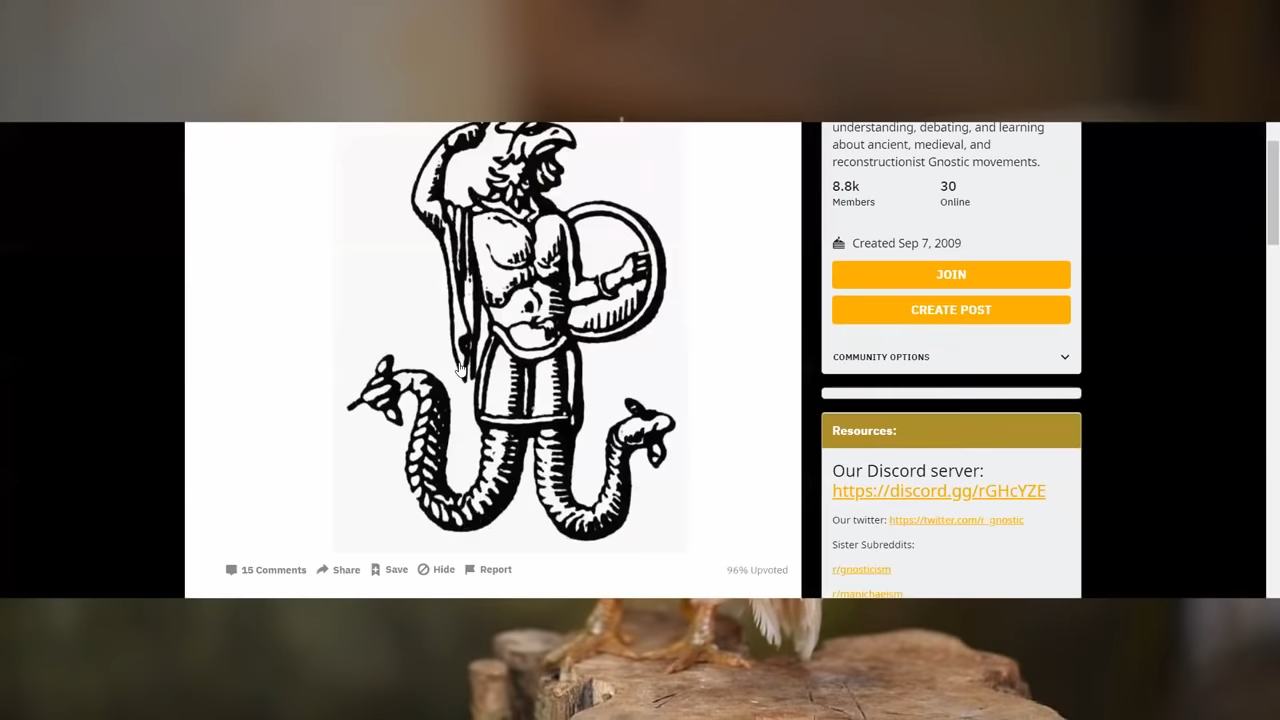 understanding, debating, and learning
about ancient, medieval, and
reconstructionist Gnostic movements.
8.8k
30
Members
Online
Created Sep 7, 2009
JOIN
CREATE POST
COMMUNITY OPTIONS
Resources:
Our Discord server:
https://discord.gg/rGHcYZE
Our twitter: https://twitter.com/r_gnostic
Sister Subreddits:
r/gnosticism
r/manichaeism
15 Comments
Share
Save
Hide
Report
96% Upvoted